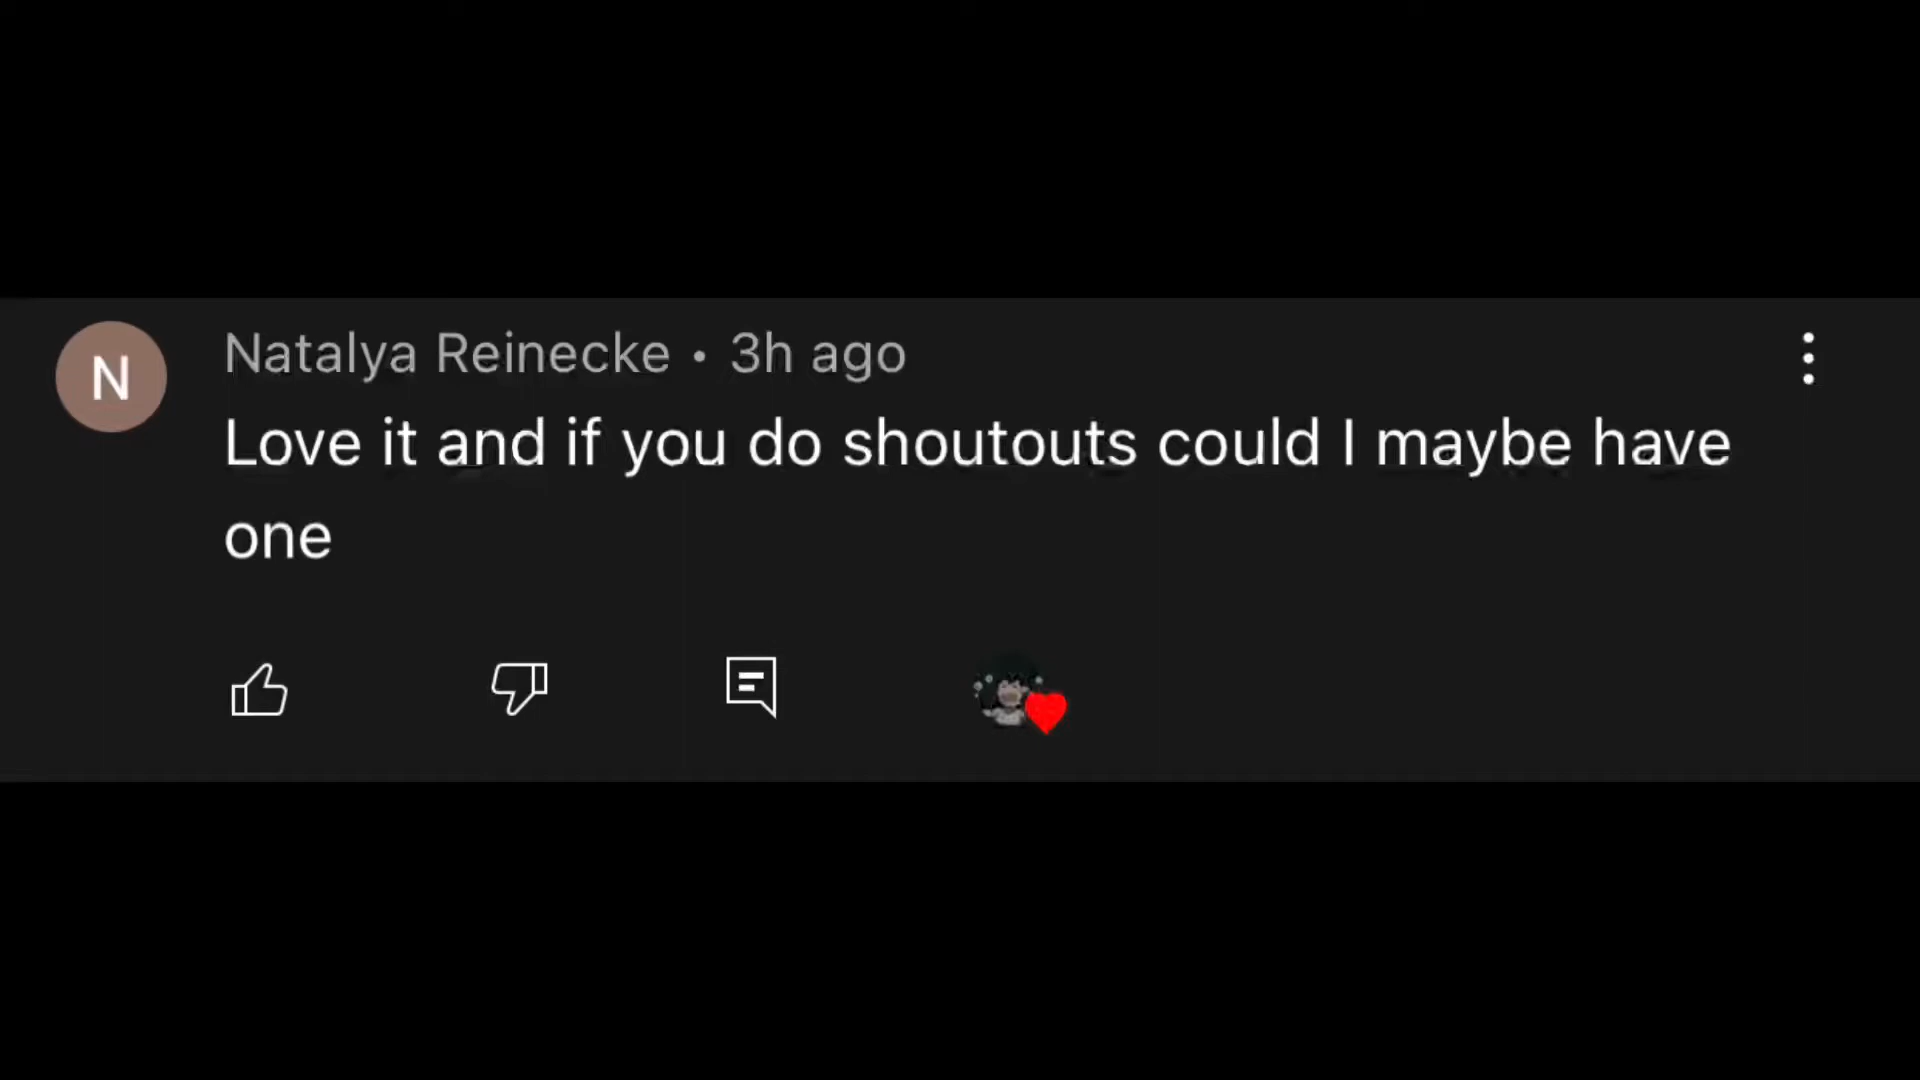 N
Natalya Reinecke • 3h ago
Love it and if you do shoutouts could I maybe have
one